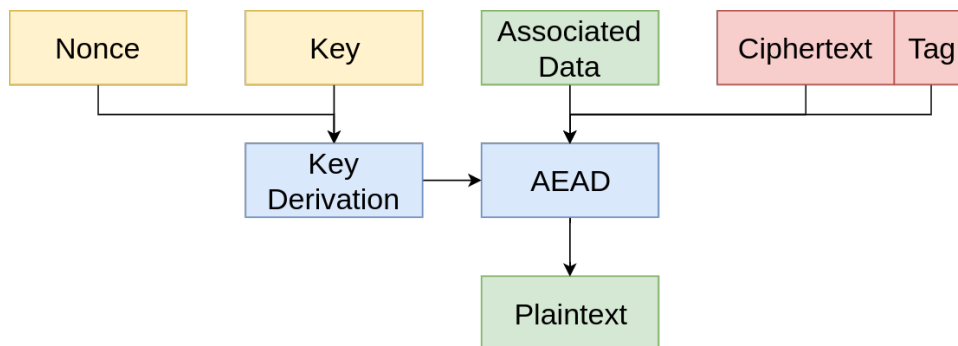 Nonce
Key
Associated
Data
Ciphertext
Tag
Key
Derivation
AEAD
Plaintext